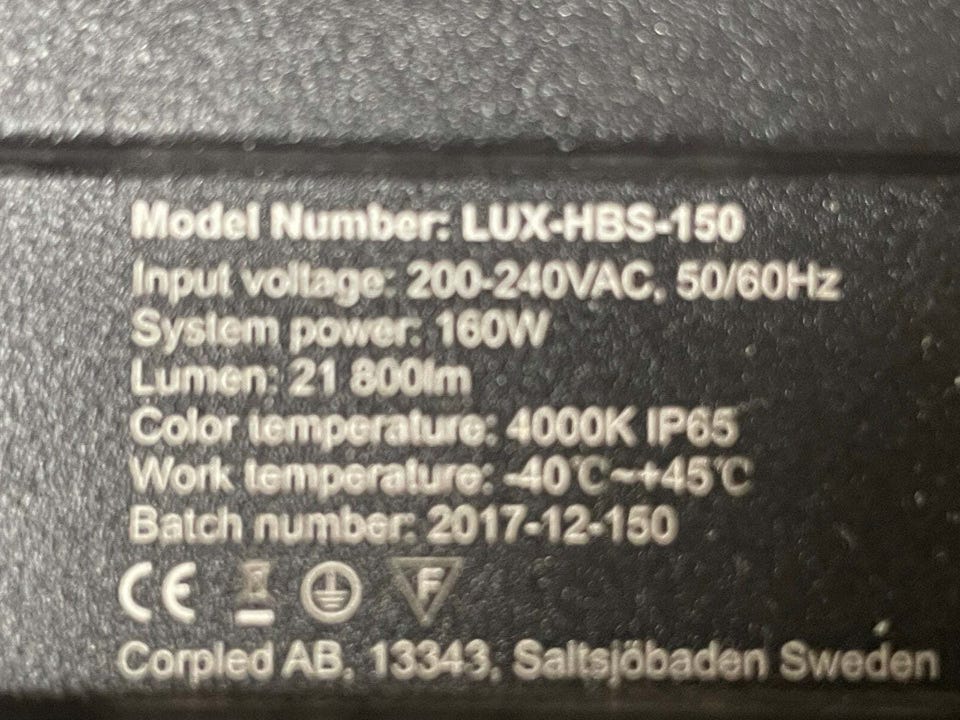 Model Number: LUX-HBS-150
Input voltage: 200-240VAC, 50/60Hz
System power: 160W
Lumen: 21 800lm
Color temperature: 4000K IP65
Work temperature: -40℃~+45℃
Batch number: 2017-12-150
CE F
Corpled AB, 13343, Saltsjöbaden Sweden